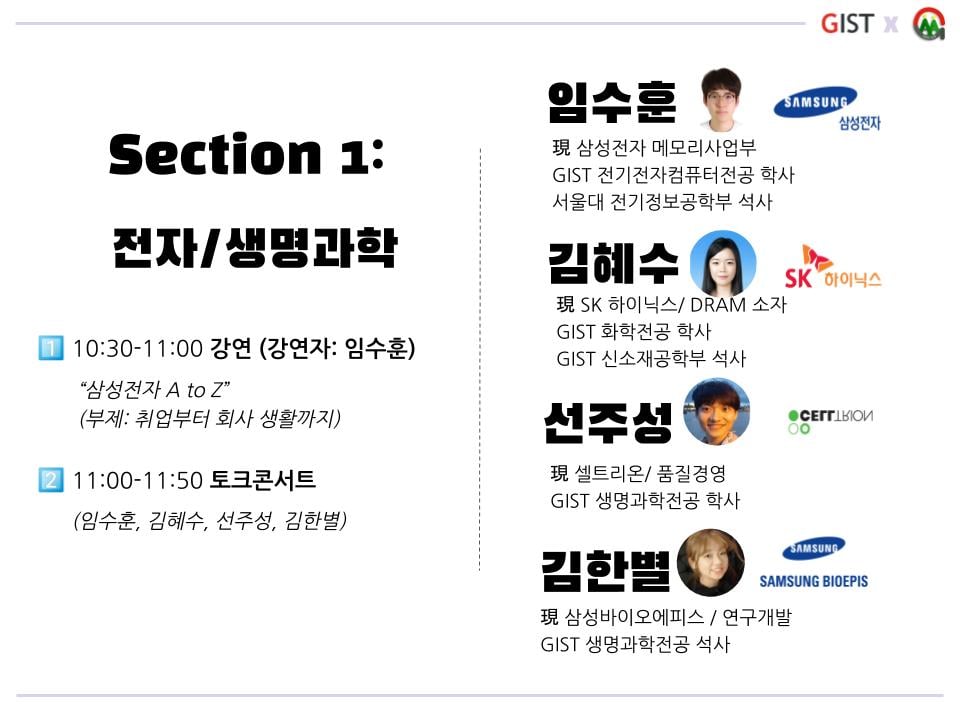 GIST x
Section 1:
전자/생명과학
1 10:30-11:00 강연 (강연자: 임수훈)
“삼성전자 A to Z”
(부제: 취업부터 회사 생활까지)
2 11:00-11:50 토크콘서트
(임수훈, 김혜수, 선주성, 김한별)
임수훈
SAMSUNG
삼성전자
現 삼성전자 메모리사업부
GIST 전기전자컴퓨터전공 학사
서울대 전기정보공학부 석사
김혜수
SK 하이닉스
現 SK 하이닉스/ DRAM 소자
GIST 화학전공 학사
GIST 신소재공학부 석사
선주성
CELLTRION
現 셀트리온/ 품질경영
GIST 생명과학전공 학사
김한별
SAMSUNG
SAMSUNG BIOEPIS
現 삼성바이오에피스 / 연구개발
GIST 생명과학전공 석사